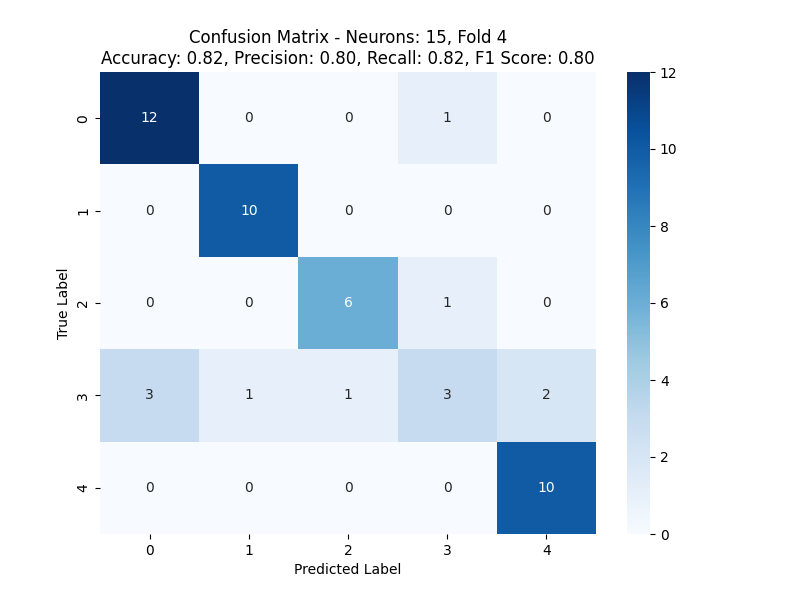 Confusion Matrix - Neurons: 15, Fold 4
Accuracy: 0.82, Precision: 0.80, Recall: 0.82, F1 Score: 0.80
True Label
0 12 0 0 1 0
1 0 10 0 0 0
2 0 0 6 1 0
3 3 1 1 3 2
4 0 0 0 0 10
0 1 2 3 4
Predicted Label
12
10
8
6
4
2
0